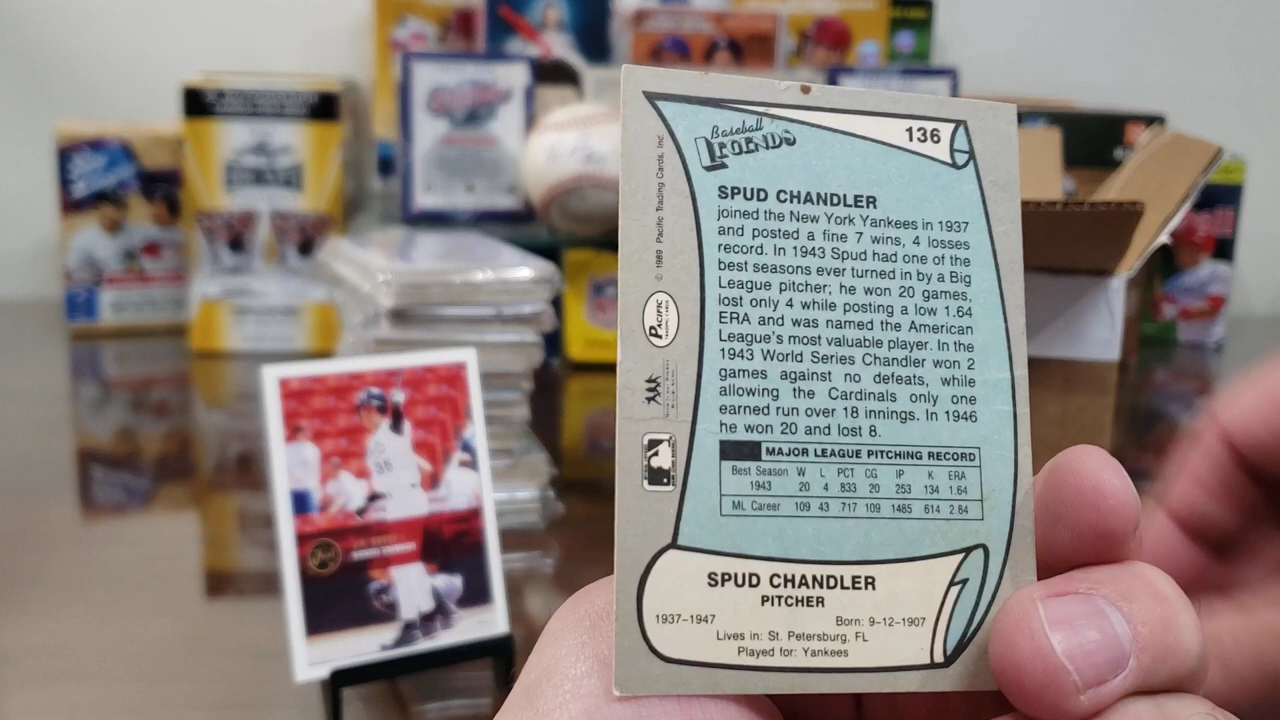 Baseball
LEGENDS
136
SPUD CHANDLER
joined the New York Yankees in 1937
and posted a fine 7 wins, 4 losses
record. In 1943 Spud had one of the
best seasons ever turned in by a Big
League pitcher; he won 20 games,
lost only 4 while posting a low 1.64
ERA and was named the American
League's most valuable player. In the
1943 World Series Chandler won 2
games against no defeats, while
allowing the Cardinals only one
earned run over 18 innings. In 1946
he won 20 and lost 8.
MAJOR LEAGUE PITCHING RECORD
Best Season W L PCT CG IP K ERA
1943 20 4 .833 20 253 134 1.64
ML Career 109 43 .717 109 1485 614 2.84
SPUD CHANDLER
PITCHER
1937-1947 Born: 9-12-1907
Lives in: St. Petersburg, FL
Played for: Yankees
© 1989 Pacific Trading Cards, Inc.
PACIFIC
TRADING CARDS
36